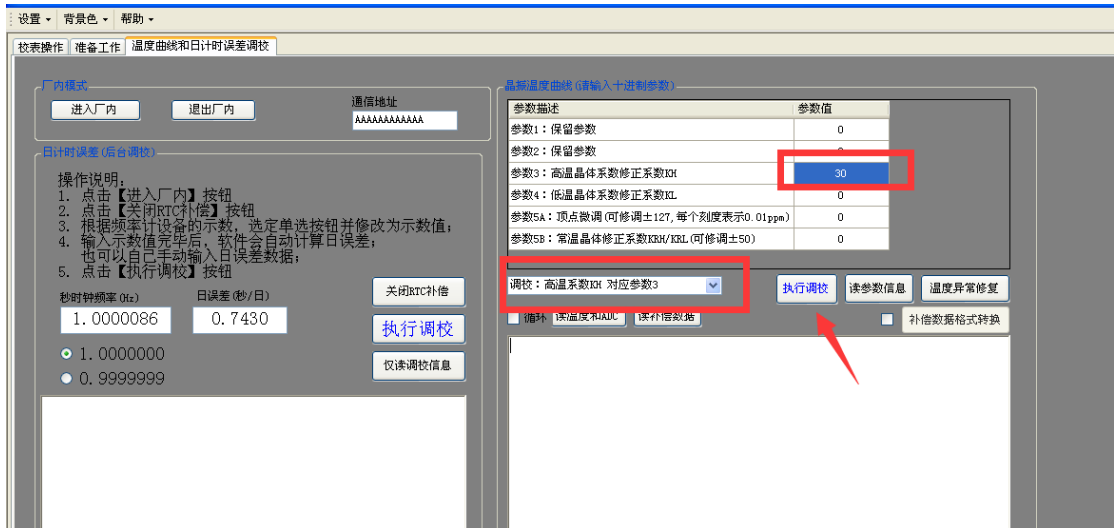 设置 背景色 帮助
校表操作 准备工作 温度曲线和日计时误差调校
厂内模式
进入厂内 退出厂内
通信地址
AAAAAAAAAAAA
日计时误差(后台调校)
操作说明:
1. 点击【进入厂内】按钮
2. 点击【关闭RTC补偿】按钮
3. 根据频率计设备的示数, 选定单选按钮并修改为示数值;
4. 输入示数值完毕后, 软件会自动计算日误差;
也可以自己手动输入日误差数据;
5. 点击【执行调校】按钮
秒时钟频率(Hz) 日误差(秒/日)
1.0000086 0.7430
1.0000000
0.9999999
关闭RTC补偿
执行调校
仅读调校信息
晶振温度曲线(请输入十进制参数)
参数描述 参数值
参数1:保留参数 0
参数2:保留参数 0
参数3:高温晶体系数修正系数KH 30
参数4:低温晶体系数修正系数KL 0
参数5A:顶点微调(可修调±127,每个刻度表示0.01ppm) 0
参数5B:常温晶体修正系数KRH/KRL(可修调±50) 0
调校:高温系数KH 对应参数3
执行调校 读参数信息 温度异常修复
循环 读温度和ADC 读补偿数据 补偿数据格式转换